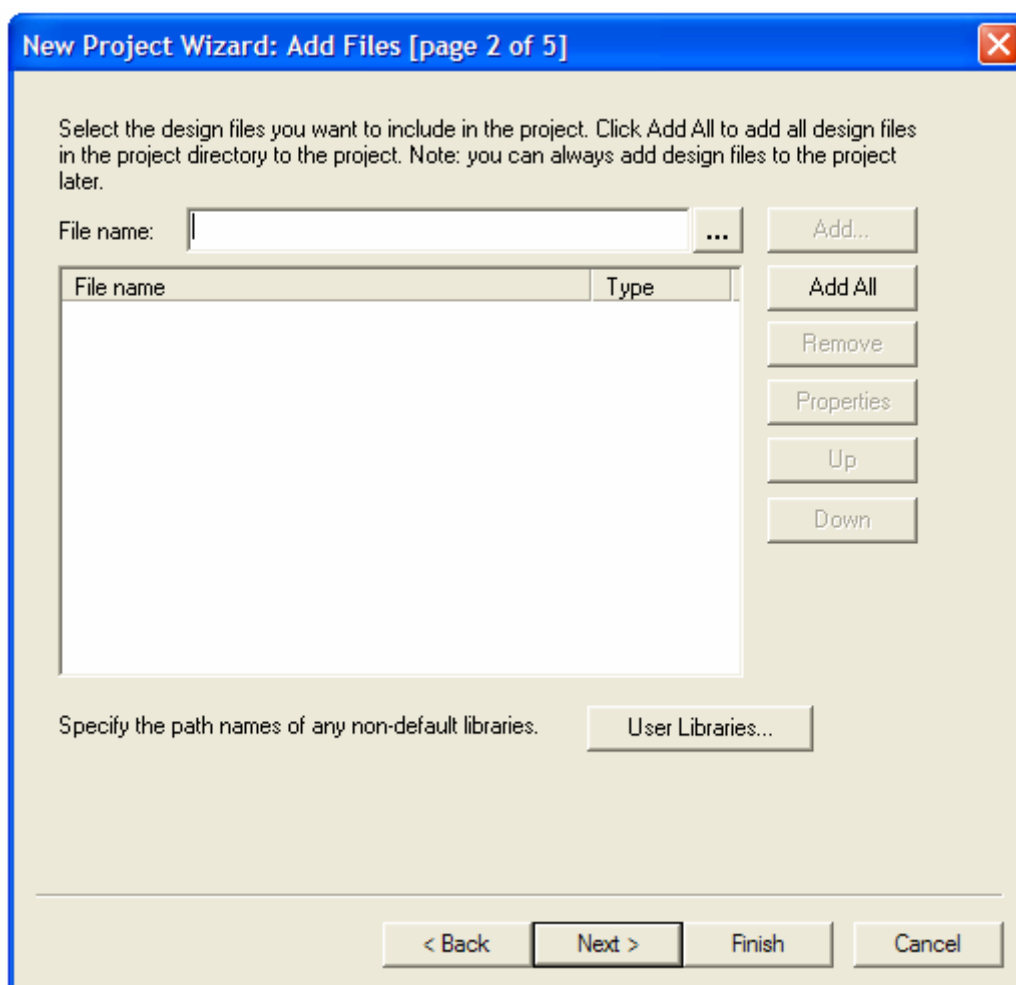 New Project Wizard: Add Files [page 2 of 5]
Select the design files you want to include in the project. Click Add All to add all design files
in the project directory to the project. Note: you can always add design files to the project
later.
File name: ... Add...
File name Type Add All
Remove
Properties
Up
Down
Specify the path names of any non-default libraries. User Libraries...
< Back Next > Finish Cancel